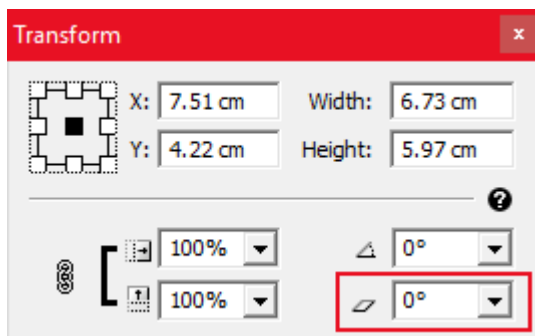 Transform x
X: 7.51 cm Width: 6.73 cm
Y: 4.22 cm Height: 5.97 cm
?
100% 0°
100% 0°